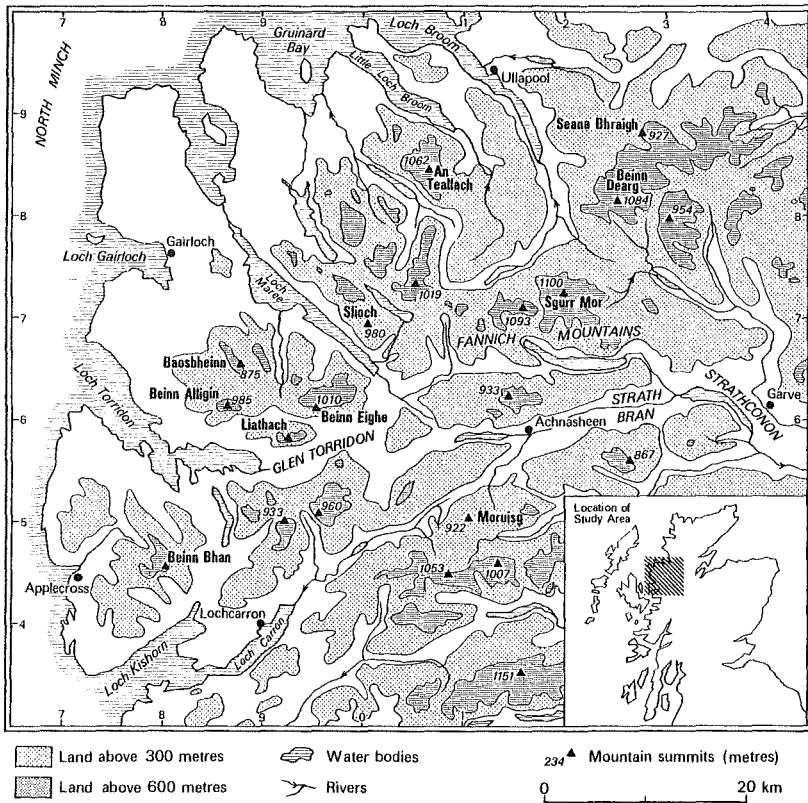 7
8
9
0
1
2
3
4
NORTH MINCH
Gruinard
Bay
Loch Broom
Little Loch Broom
Ullapool
9
9
Seana Bhraigh
927
1062
An
Teallach
Beinn
Dearg
1084
954
8
8
Loch Gairloch
Gairloch
Loch Maree
1019
1100
Sgurr Mor
1093
Slioch
980
7
7
FANNICH MOUNTAINS
Baosbheinn
875
Loch Torridon
Beinn Alligin
985
1010
Beinn Eighe
933
STRATH
BRAN
STRATHCONON
Garve
6
6
Liathach
GLEN TORRIDON
Achnasheen
867
933
960
5
5
922
Moruisg
Beinn Bhan
1053
1007
Applecross
Lochcarron
4
Loch Carron
Loch Kishorn
1151
Location of
Study Area
7
8
9
0
1
2
3
4
Land above 300 metres
Water bodies
234 Mountain summits (metres)
Land above 600 metres
Rivers
0 20 km